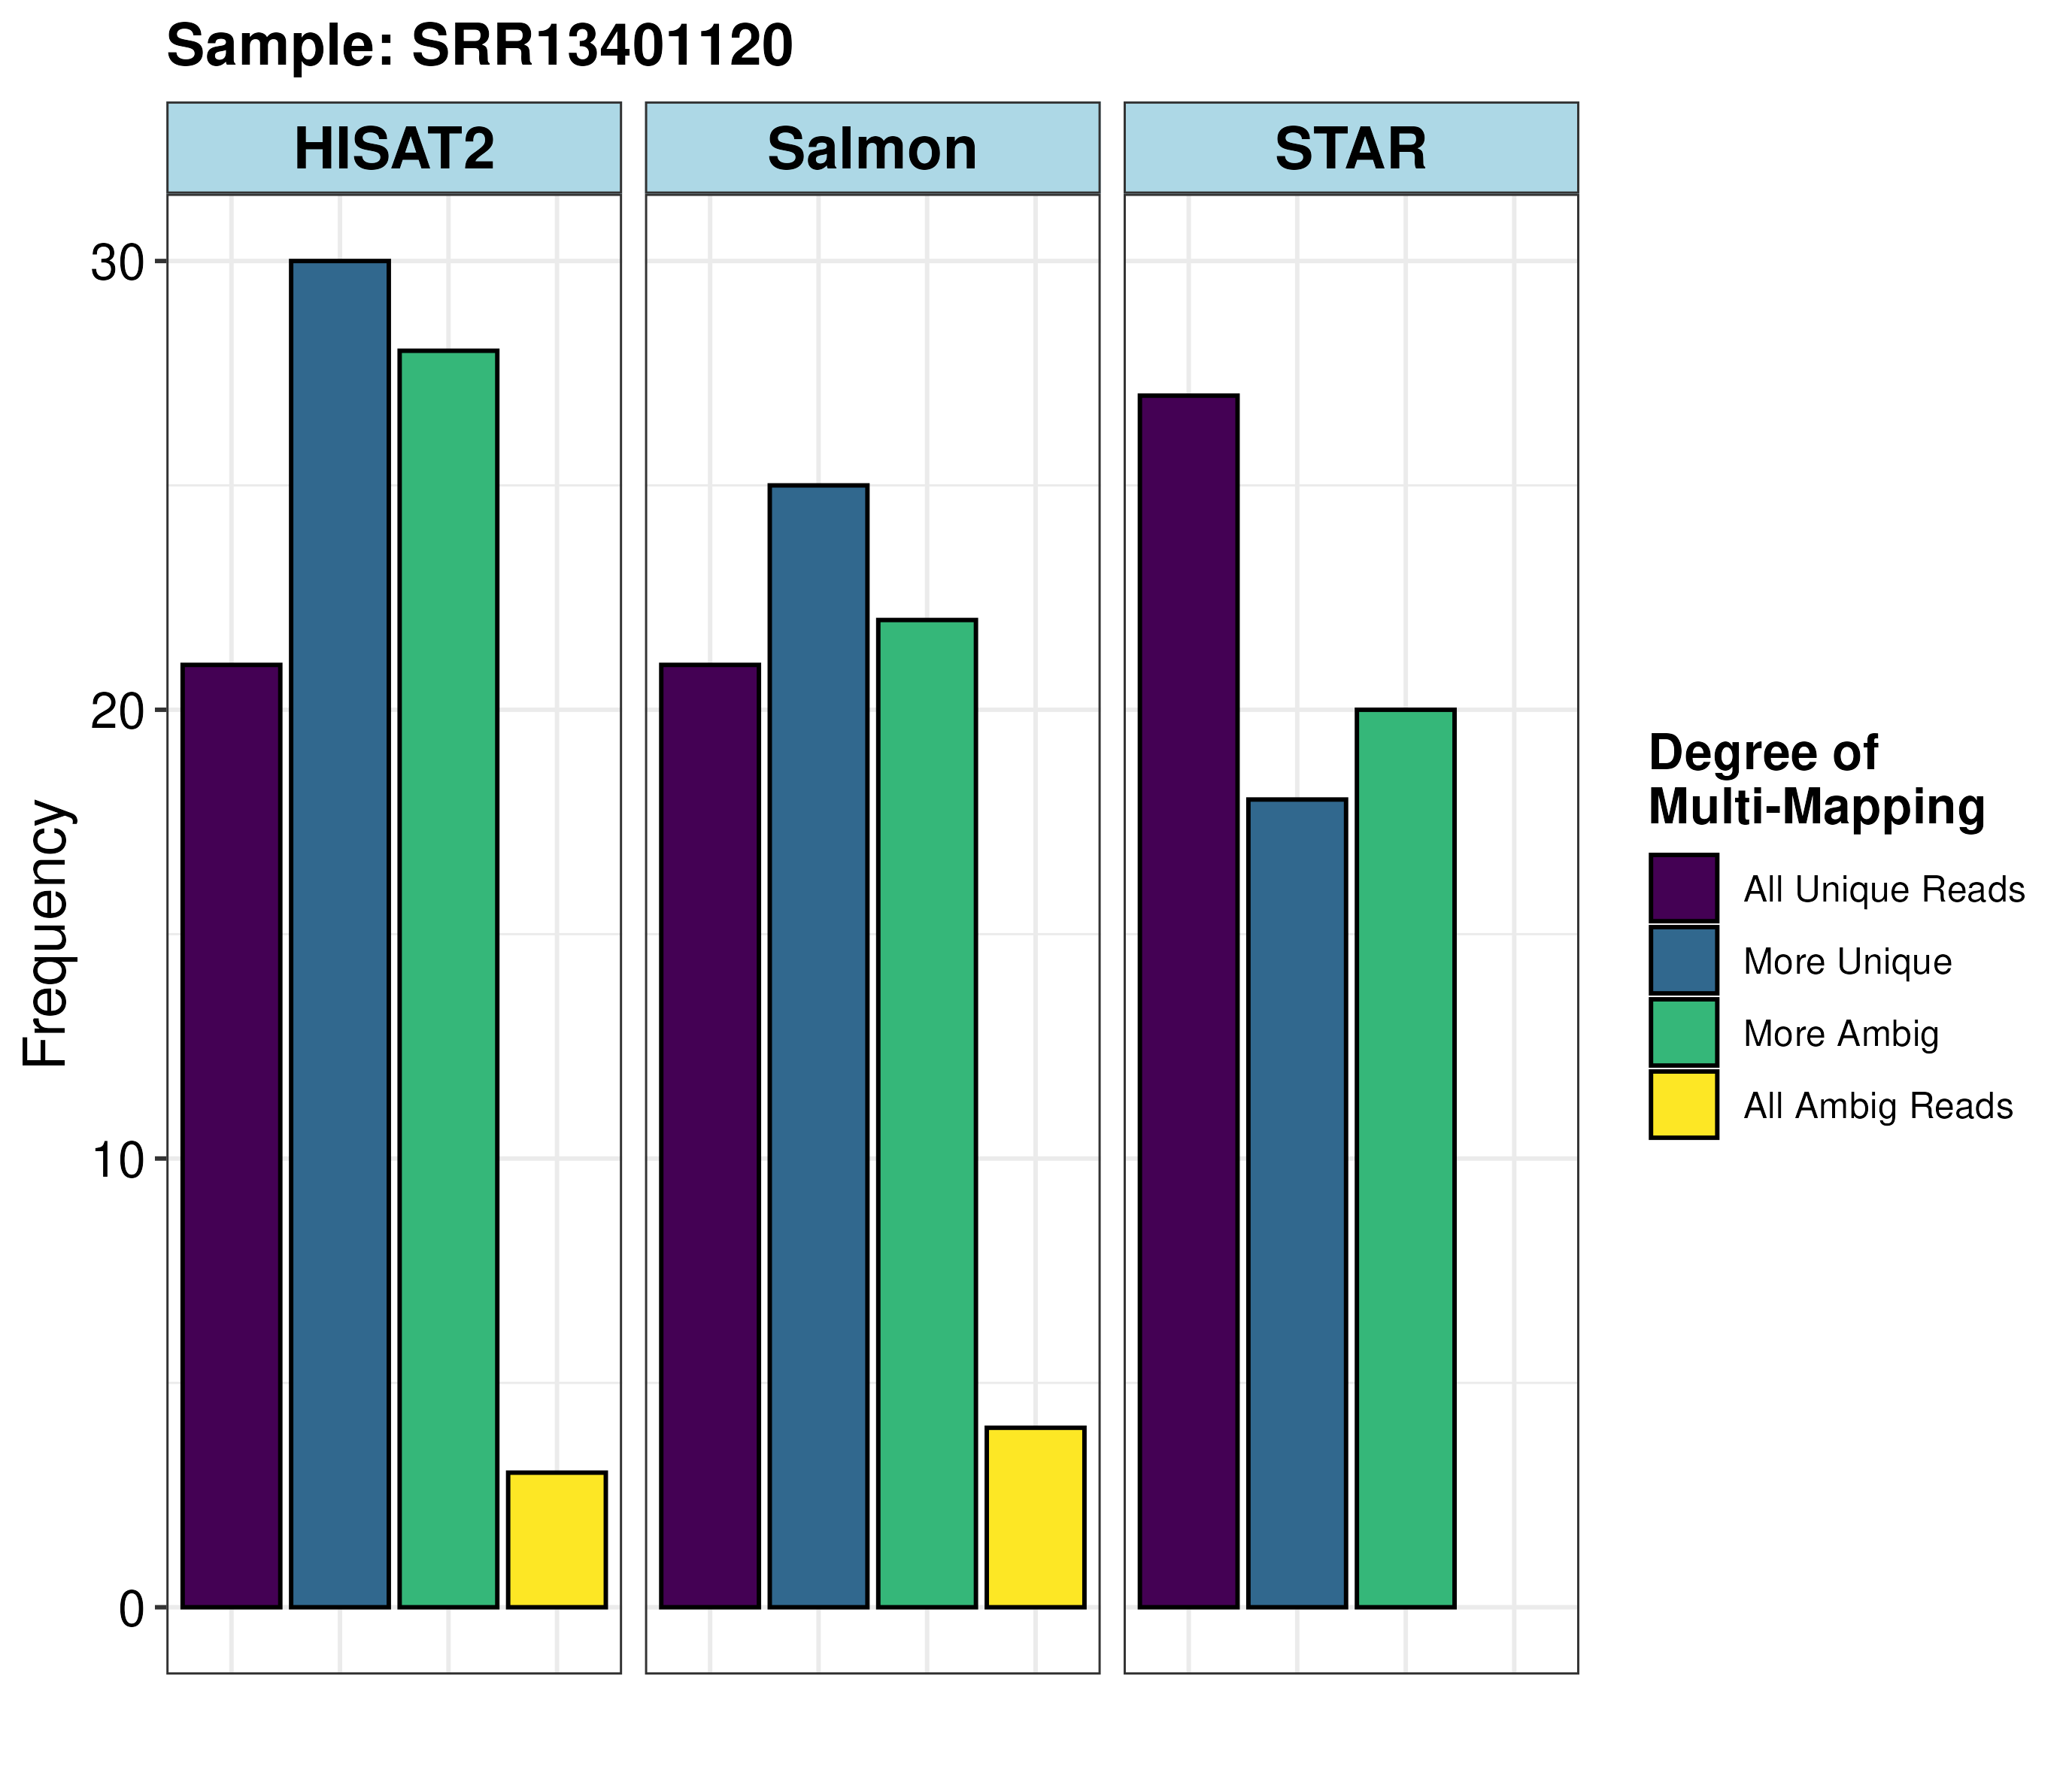 Sample: SRR13401120
HISAT2
Salmon
STAR
30
20
10
0
Frequency
Degree of
Multi-Mapping
All Unique Reads
More Unique
More Ambig
All Ambig Reads